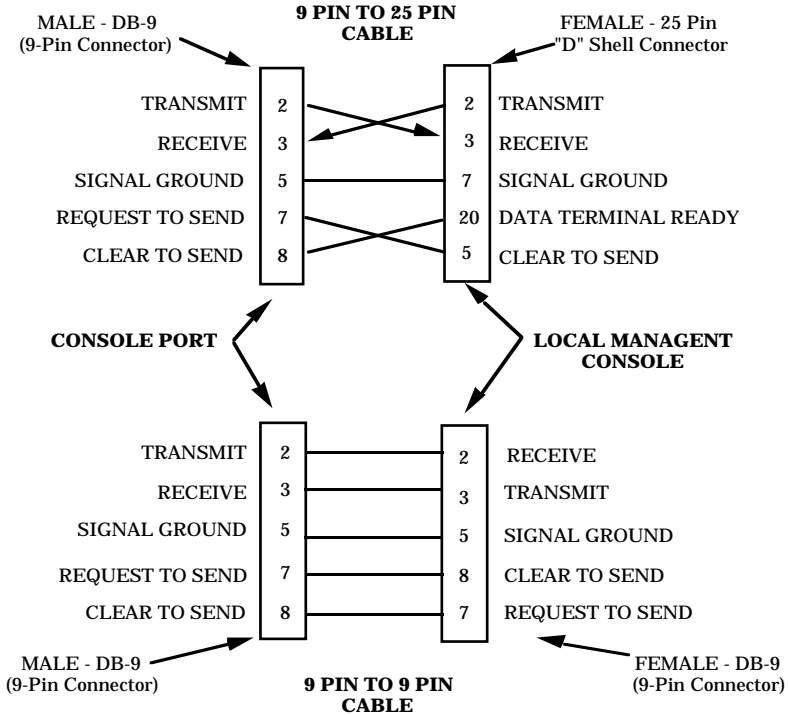 9 PIN TO 25 PIN
CABLE
MALE - DB-9
(9-Pin Connector)
FEMALE - 25 Pin
"D" Shell Connector
TRANSMIT 2 2 TRANSMIT
RECEIVE 3 3 RECEIVE
SIGNAL GROUND 5 7 SIGNAL GROUND
REQUEST TO SEND 7 20 DATA TERMINAL READY
CLEAR TO SEND 8 5 CLEAR TO SEND
CONSOLE PORT
LOCAL MANAGENT
CONSOLE
TRANSMIT 2 2 RECEIVE
RECEIVE 3 3 TRANSMIT
SIGNAL GROUND 5 5 SIGNAL GROUND
REQUEST TO SEND 7 8 CLEAR TO SEND
CLEAR TO SEND 8 7 REQUEST TO SEND
MALE - DB-9
(9-Pin Connector)
9 PIN TO 9 PIN
CABLE
FEMALE - DB-9
(9-Pin Connector)